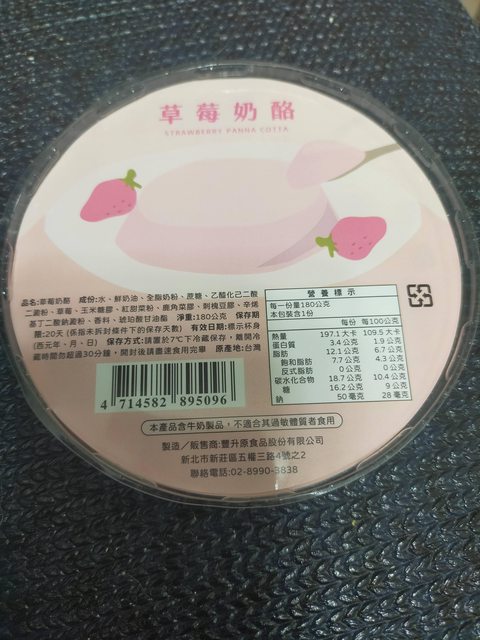 草莓奶酪
STRAWBERRY PANNA COTTA
品名:草莓奶酪 成份:水、鮮奶油、全脂奶粉、蔗糖、乙醯化己二酸
二澱粉、草莓、玉米糖膠、紅甜菜粉、鹿角菜膠、刺槐豆膠、辛烯
基丁二酸鈉澱粉、香料、琥珀酸甘油酯 淨重:180公克 保存期
限:20天(係指未拆封條件下的保存天數) 有效日期:標示杯身
(西元年、月、日) 保存方式:請置於7℃下冷藏保存,離開冷
藏時間勿超過30分鐘,開封後請盡速食用完畢 原產地:台灣
4 714582 895096
營養標示
每一份量180公克
本包裝含1份
每份 每100公克
熱量 197.1 大卡 109.5 大卡
蛋白質 3.4 公克 1.9 公克
脂肪 12.1 公克 6.7 公克
飽和脂肪 7.7 公克 4.3 公克
反式脂肪 0 公克 0 公克
碳水化合物 18.7 公克 10.4 公克
糖 16.2 公克 9 公克
鈉 50 毫克 28 毫克
本產品含牛奶製品,不適合其過敏體質者食用
製造/販售商:豐升原食品股份有限公司
新北市新莊區五權三路4號之2
聯絡電話:02-8990-3838